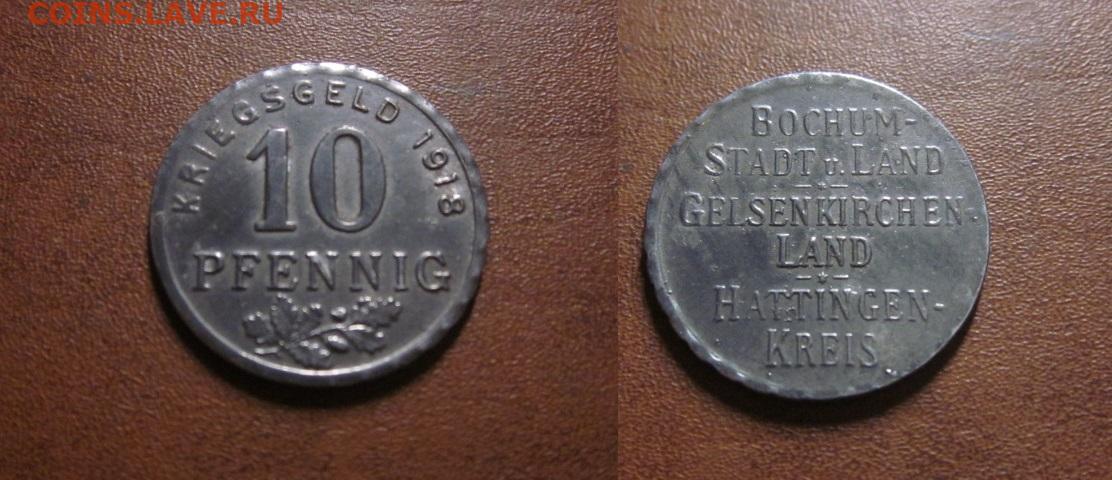 COINS.LAVE.RU
KRIEGSGELD 1918
10
PFENNIG
BOCHUM-
STADT u. LAND
GELSENKIRCHEN-
LAND
HATTINGEN-
KREIS